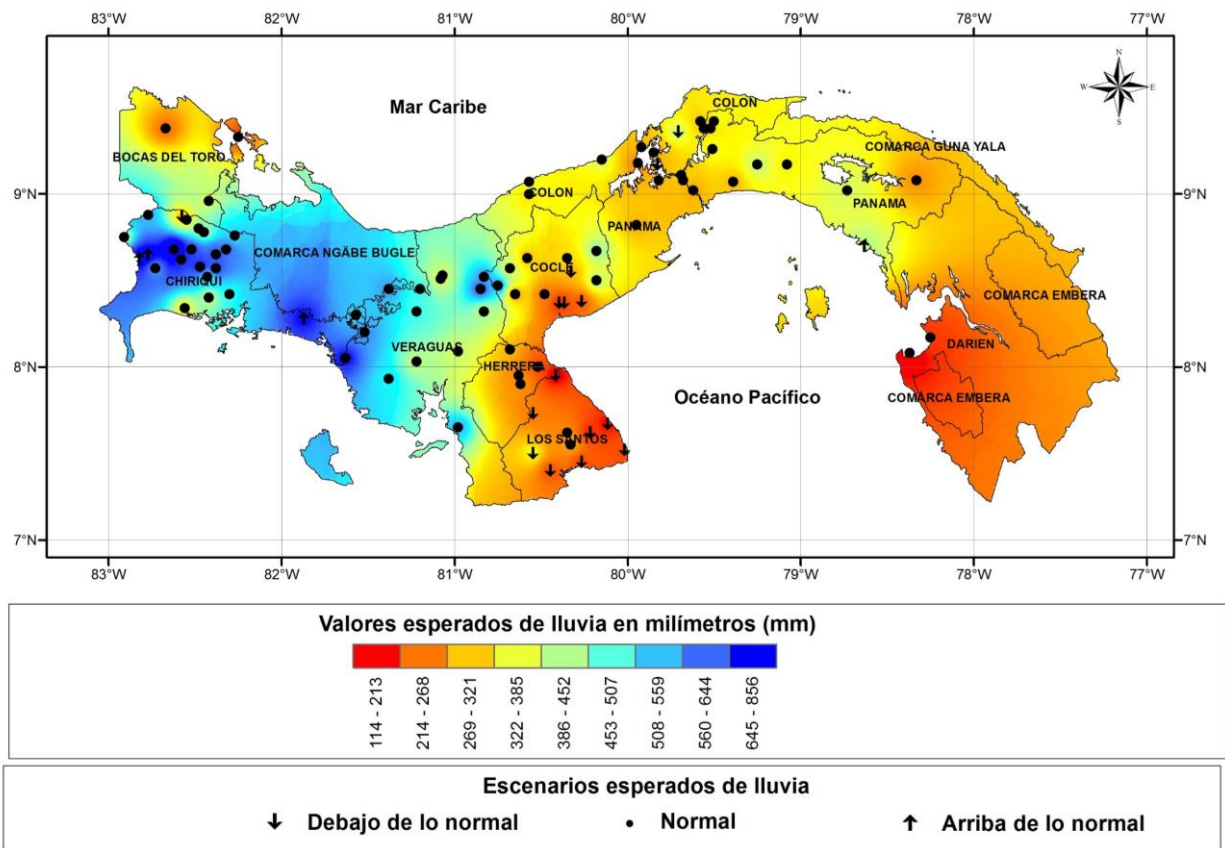 83°W 82°W 81°W 80°W 79°W 78°W 77°W
N
W E
S
Mar Caribe
COLON
BOCAS DEL TORO
COMARCA GUNA YALA
9°N 9°N
COLON
PANAMA
PANAMA
COMARCA NGÄBE BUGLE
COCLE
CHIRIQUI
COMARCA EMBERA
VERAGUAS
DARIEN
8°N 8°N
HERRERA
COMARCA EMBERA
Océano Pacífico
LOS SANTOS
7°N 7°N
83°W 82°W 81°W 80°W 79°W 78°W 77°W
Valores esperados de lluvia en milímetros (mm)
114 - 213
214 - 268
269 - 321
322 - 385
386 - 452
453 - 507
508 - 559
560 - 644
645 - 856
Escenarios esperados de lluvia
Debajo de lo normal Normal Arriba de lo normal